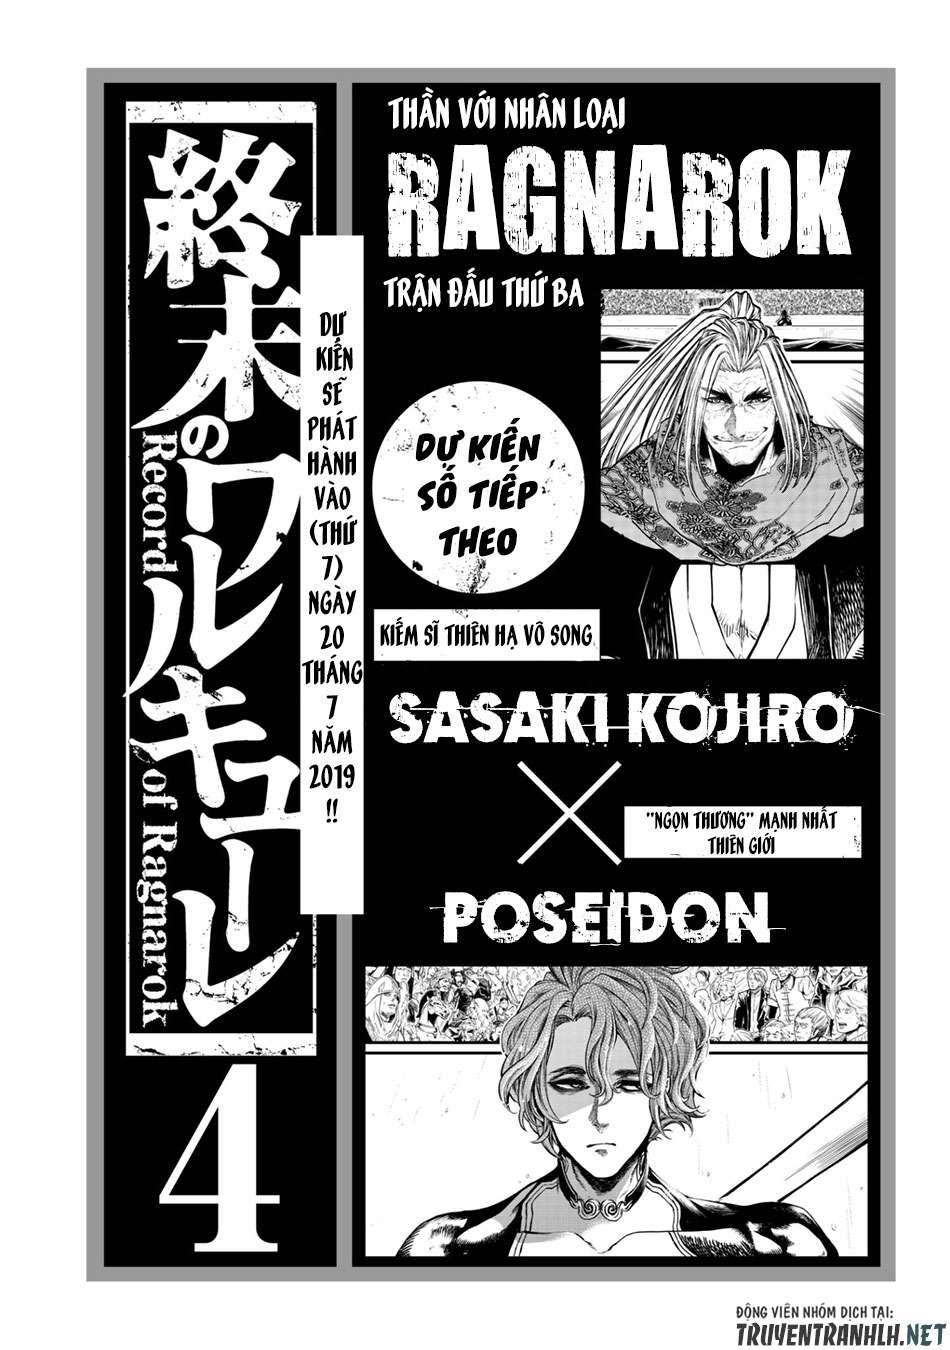 THẦN VỚI NHÂN LOẠI
RAGNAROK
TRẬN ĐẤU THỨ BA
終末のワルキューレ
Record of Ragnarok
4
DỰ
KIẾN
SẼ
PHÁT
HÀNH
VÀO
(THỨ
7)
NGÀY
20
THÁNG
7
NĂM
2019
!!
DỰ KIẾN
SỐ TIẾP
THEO
KIẾM SĨ THIÊN HẠ VÔ SONG
SASAKI KOJIRO
"NGỌN THƯƠNG" MẠNH NHẤT
THIÊN GIỚI
POSEIDON
ĐỘNG VIÊN NHÓM DỊCH TẠI:
TRUYENTRANHLH.NET